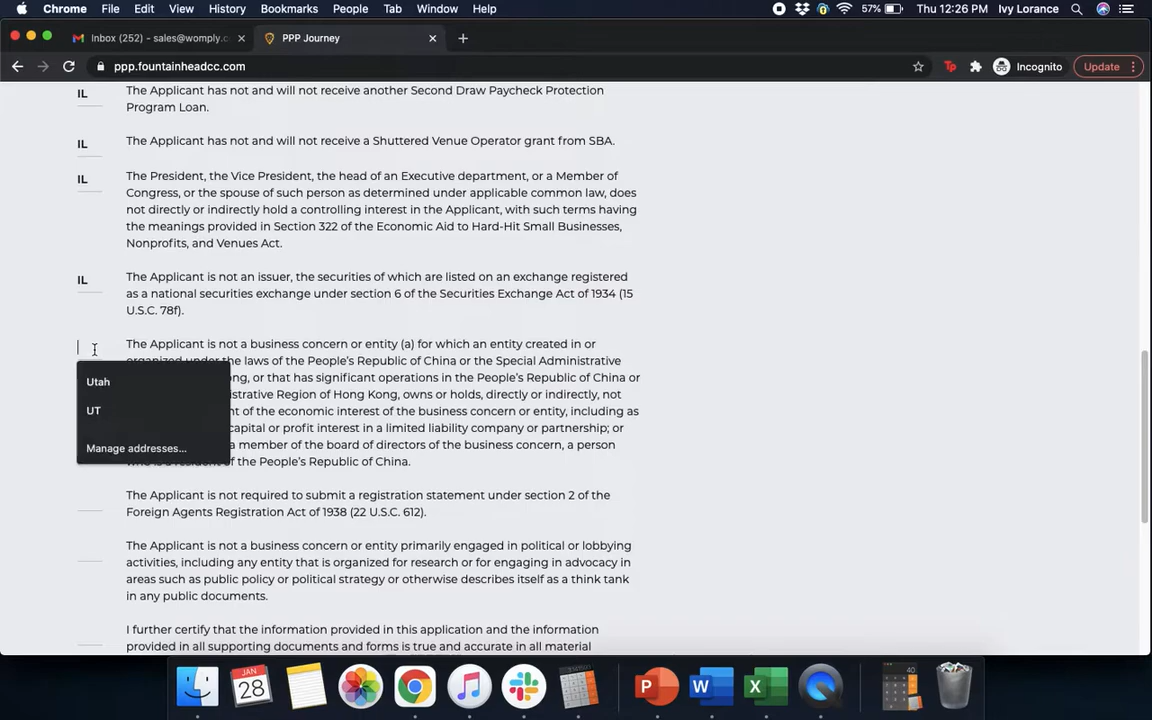 Chrome File Edit View History Bookmarks People Tab Window Help 57% Thu 12:26 PM Ivy Lorance
Inbox (252) - sales@womply.c PPP Journey
ppp.fountainheadcc.com Incognito Update
IL The Applicant has not and will not receive another Second Draw Paycheck Protection
Program Loan.
IL The Applicant has not and will not receive a Shuttered Venue Operator grant from SBA.
IL The President, the Vice President, the head of an Executive department, or a Member of
Congress, or the spouse of such person as determined under applicable common law, does
not directly or indirectly hold a controlling interest in the Applicant, with such terms having
the meanings provided in Section 322 of the Economic Aid to Hard-Hit Small Businesses,
Nonprofits, and Venues Act.
IL The Applicant is not an issuer, the securities of which are listed on an exchange registered
as a national securities exchange under section 6 of the Securities Exchange Act of 1934 (15
U.S.C. 78f).
The Applicant is not a business concern or entity (a) for which an entity created in or
organized under the laws of the People's Republic of China or the Special Administrative
ong, or that has significant operations in the People's Republic of China or
istrative Region of Hong Kong, owns or holds, directly or indirectly, not
nt of the economic interest of the business concern or entity, including as
capital or profit interest in a limited liability company or partnership; or
a member of the board of directors of the business concern, a person
who is a resident of the People's Republic of China.
Utah
UT
Manage addresses...
The Applicant is not required to submit a registration statement under section 2 of the
Foreign Agents Registration Act of 1938 (22 U.S.C. 612).
The Applicant is not a business concern or entity primarily engaged in political or lobbying
activities, including any entity that is organized for research or for engaging in advocacy in
areas such as public policy or political strategy or otherwise describes itself as a think tank
in any public documents.
I further certify that the information provided in this application and the information
provided in all supporting documents and forms is true and accurate in all material
JAN
28
P W X
40